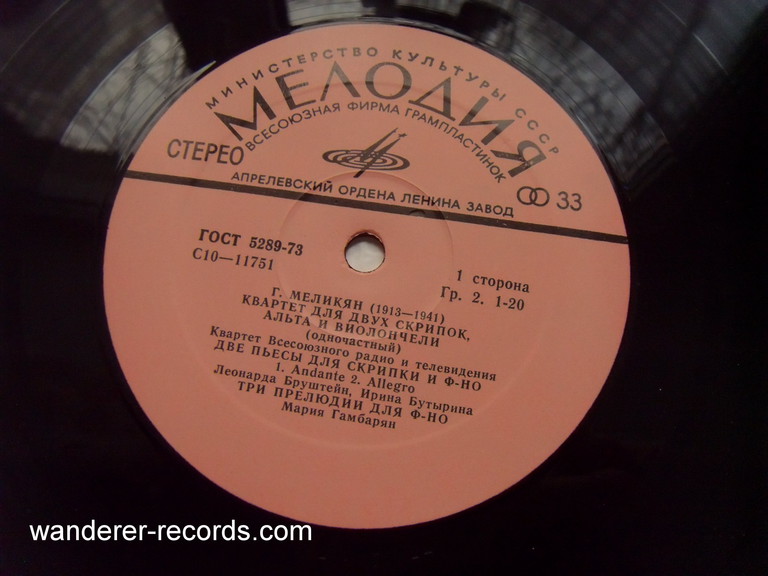 МИНИСТЕРСТВО КУЛЬТУРЫ СССР
МЕЛОДИЯ
ВСЕСОЮЗНАЯ ФИРМА ГРАМПЛАСТИНОК
СТЕРЕО
33
АПРЕЛЕВСКИЙ ОРДЕНА ЛЕНИНА ЗАВОД
ГОСТ 5289-73
С10—11751
1 сторона
Гр. 2. 1-20
Г. МЕЛИКЯН (1913—1941)
КВАРТЕТ ДЛЯ ДВУХ СКРИПОК,
АЛЬТА И ВИОЛОНЧЕЛИ
(одночастный)
Квартет Всесоюзного радио и телевидения
ДВЕ ПЬЕСЫ ДЛЯ СКРИПКИ И Ф-НО
1. Andante 2. Allegro
Леонарда Бруштейн, Ирина Бутырина
ТРИ ПРЕЛЮДИИ ДЛЯ Ф-НО
Мария Гамбарян
wanderer-records.com